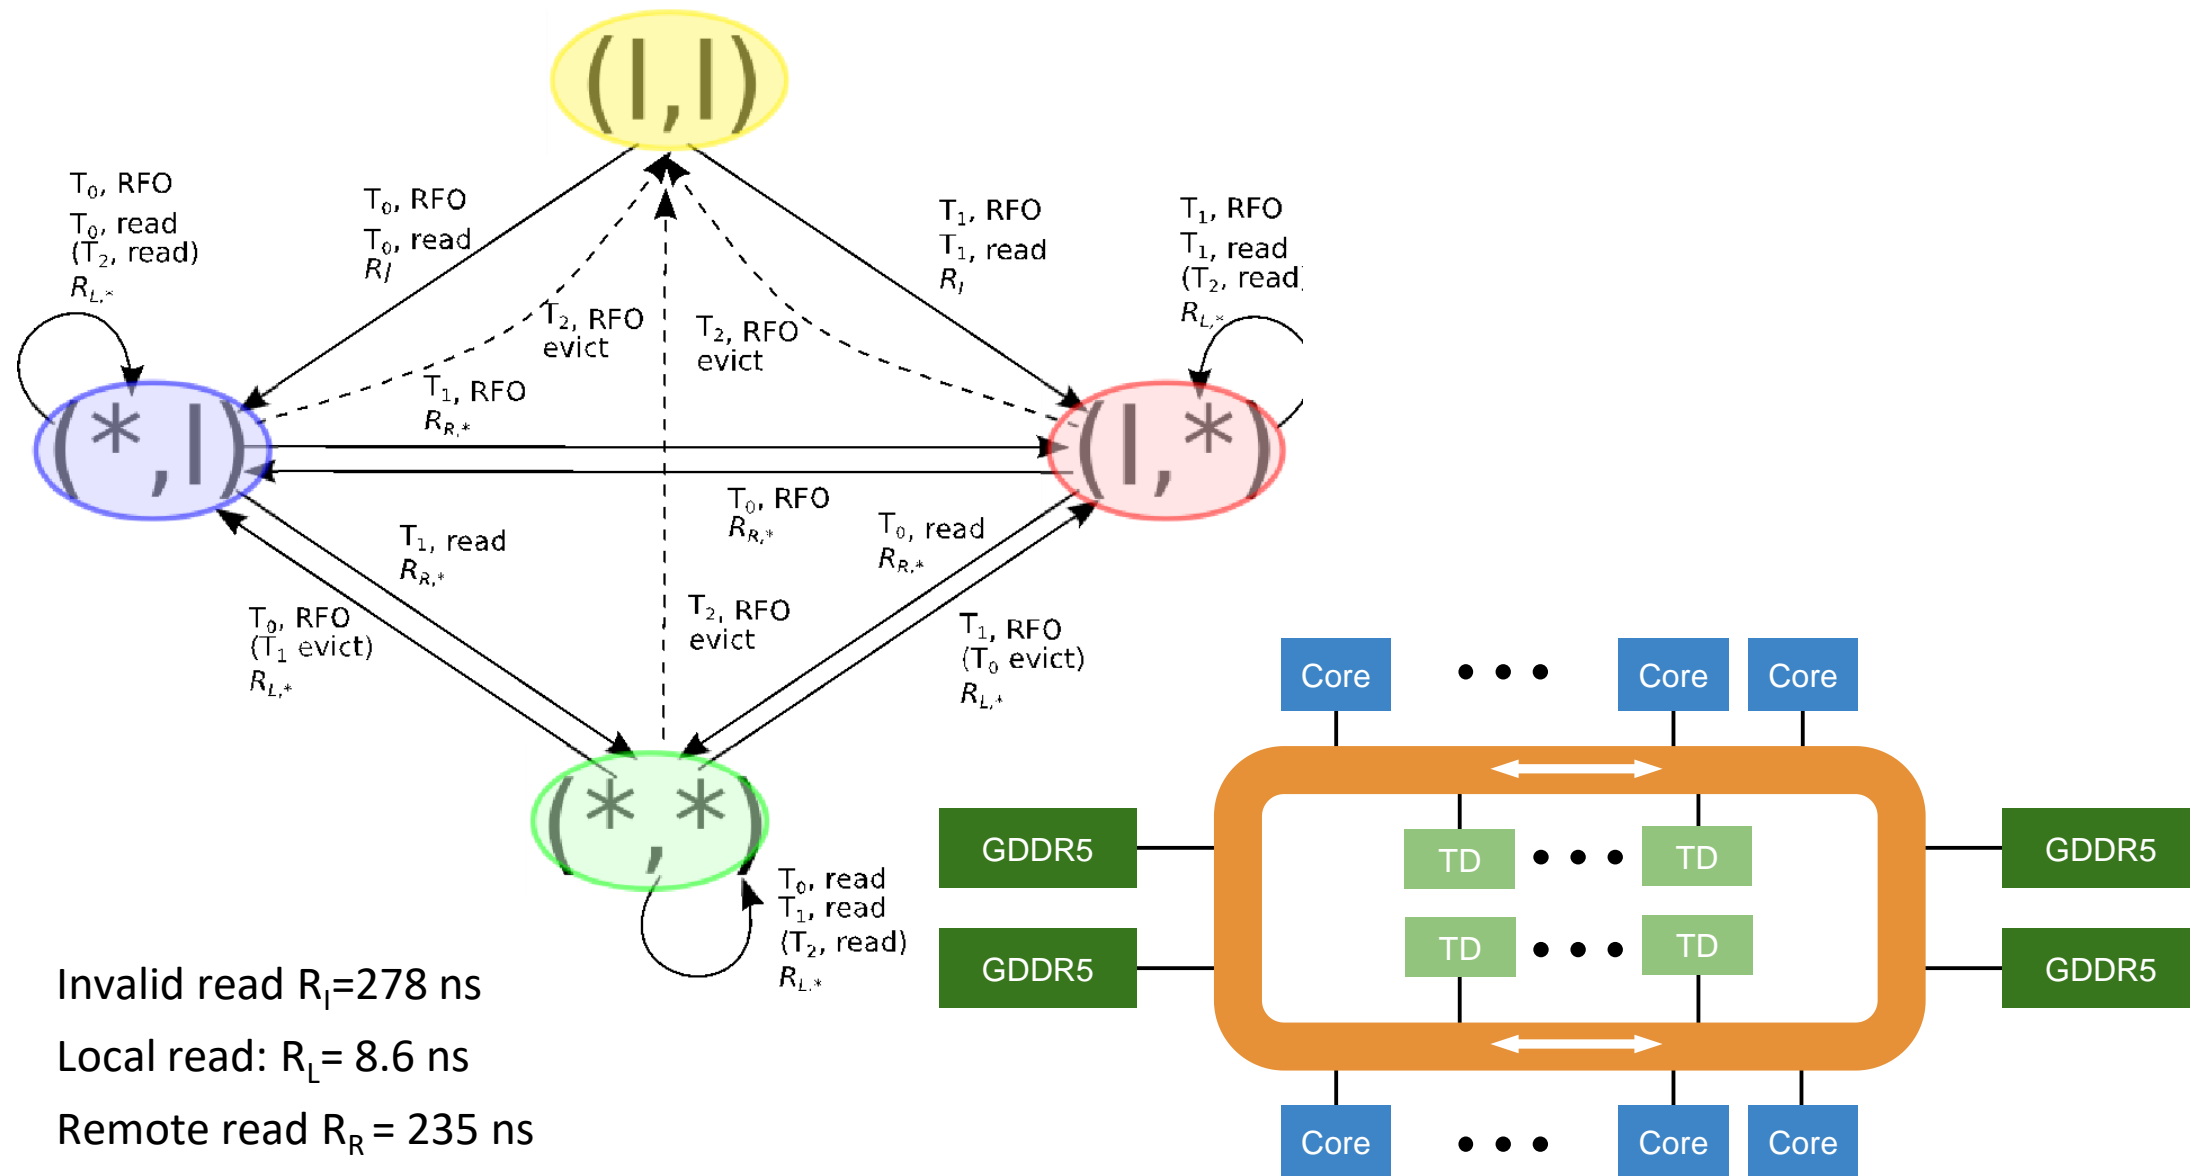 (I,I)
T0, RFO
T0, read
(T2, read)
RL,*
T0, RFO
T0, read
RI
T1, RFO
T1, read
RI
T1, RFO
T1, read
(T2, read)
RL,*
T2, RFO
evict
T2, RFO
evict
T1, RFO
RR,*
(*,I)
(I,*)
T0, RFO
RR,*
T1, read
RR,*
T0, read
RR,*
T0, RFO
(T1 evict)
RL,*
T2, RFO
evict
T1, RFO
(T0 evict)
RL,*
(*,*)
T0, read
T1, read
(T2, read)
RL,*
Invalid read RI=278 ns
Local read: RL= 8.6 ns
Remote read RR = 235 ns
Core
Core
Core
GDDR5
TD
TD
GDDR5
GDDR5
TD
TD
GDDR5
Core
Core
Core